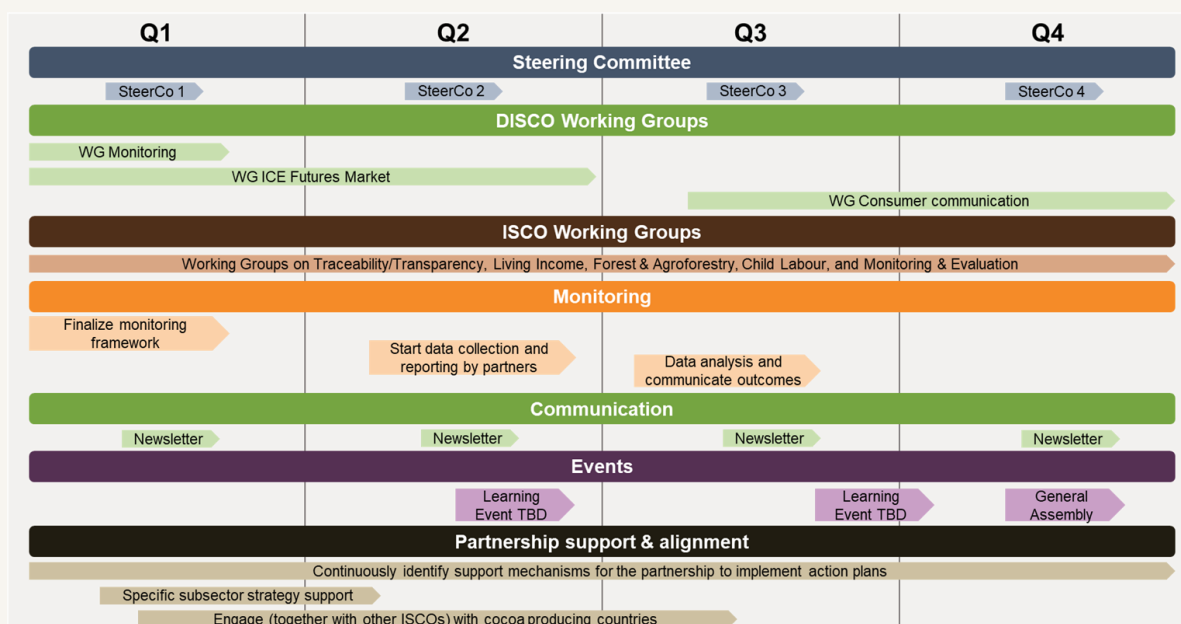 Q1 Q2 Q3 Q4
Steering Committee
SteerCo 1 SteerCo 2 SteerCo 3 SteerCo 4
DISCO Working Groups
WG Monitoring
WG ICE Futures Market
WG Consumer communication
ISCO Working Groups
Working Groups on Traceability/Transparency, Living Income, Forest & Agroforestry, Child Labour, and Monitoring & Evaluation
Monitoring
Finalize monitoring
framework
Start data collection and
reporting by partners
Data analysis and
communicate outcomes
Communication
Newsletter Newsletter Newsletter Newsletter
Events
Learning
Event TBD
Learning
Event TBD
General
Assembly
Partnership support & alignment
Continuously identify support mechanisms for the partnership to implement action plans
Specific subsector strategy support
Engage (together with other ISCOs) with cocoa producing countries